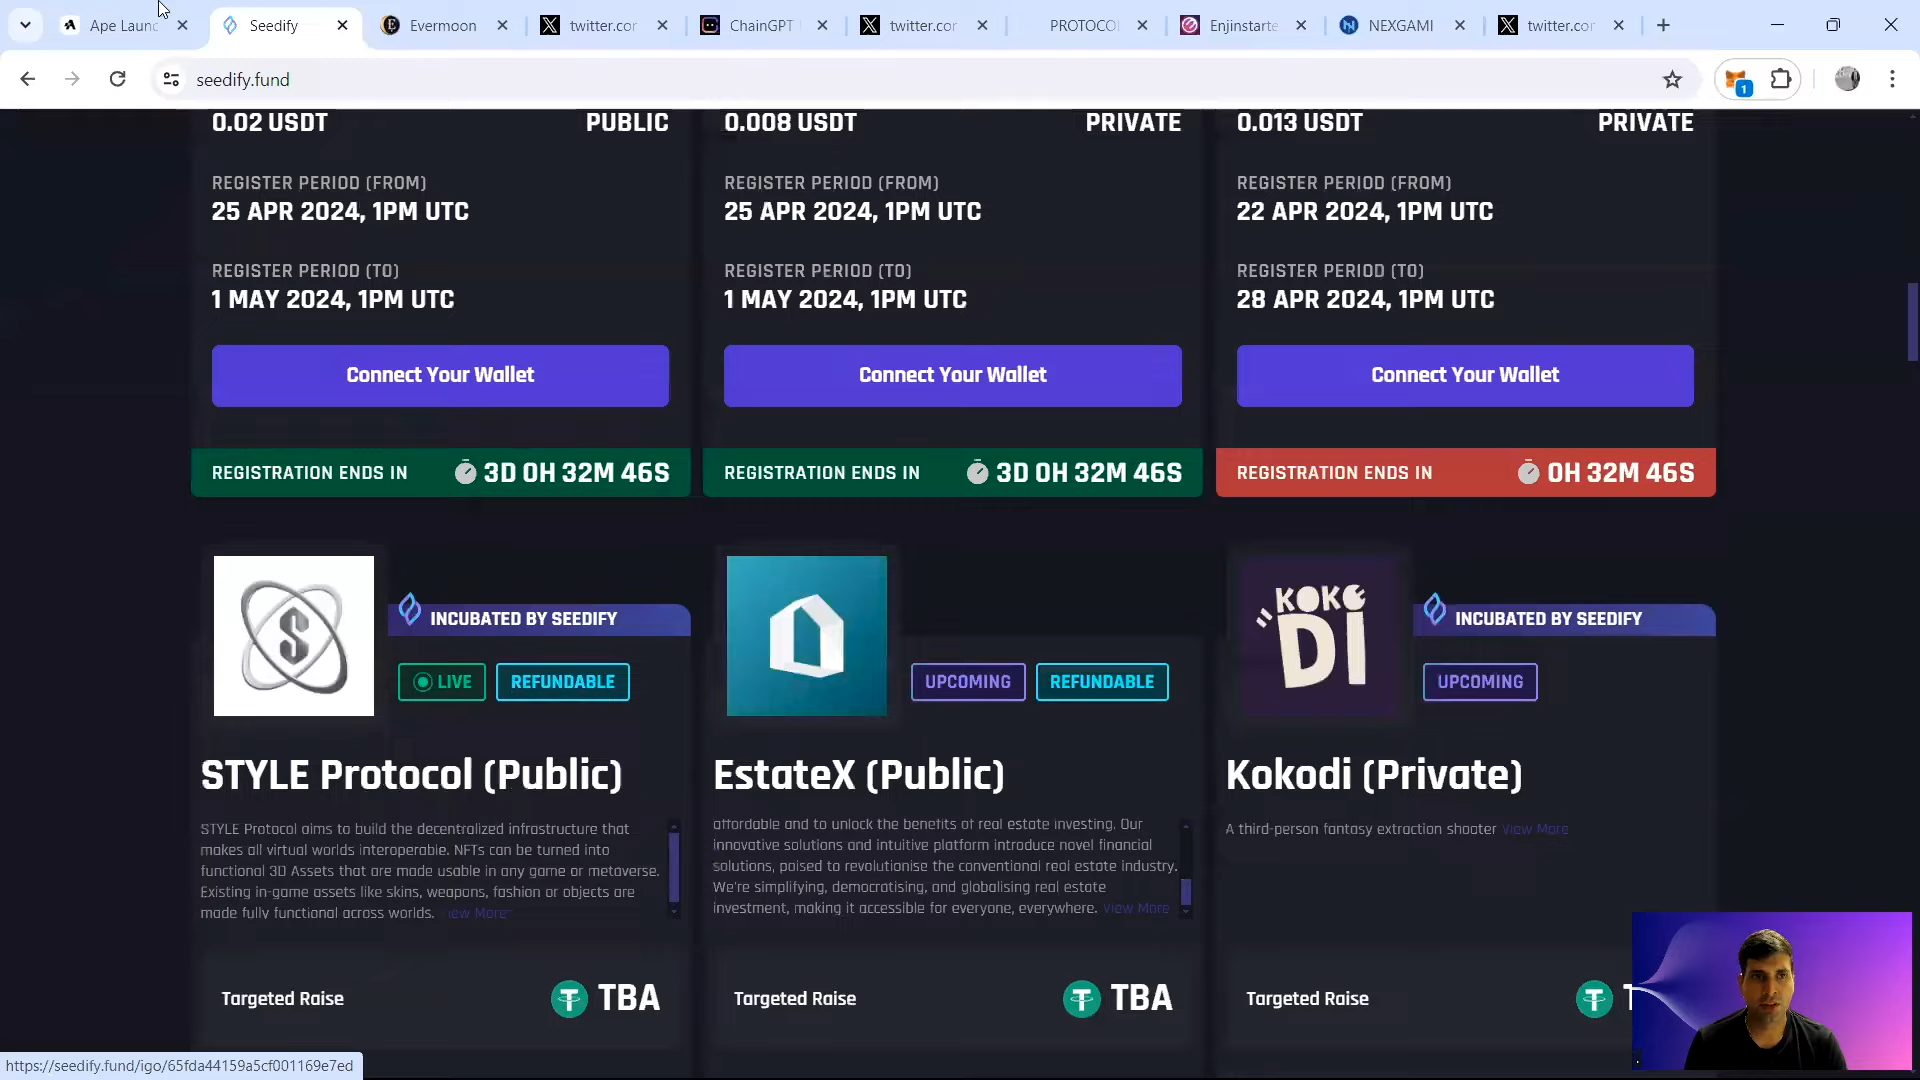 Ape Launc
Seedify
Evermoon
twitter.cor
ChainGPT
twitter.cor
PROTOCOL
Enjinstarte
NEXGAMI
twitter.cor
seedify.fund
1
0.02 USDT
PUBLIC
0.008 USDT
PRIVATE
0.013 USDT
PRIVATE
REGISTER PERIOD (FROM)
25 APR 2024, 1PM UTC
REGISTER PERIOD (TO)
1 MAY 2024, 1PM UTC
Connect Your Wallet
REGISTRATION ENDS IN
3D 0H 32M 46S
REGISTER PERIOD (FROM)
25 APR 2024, 1PM UTC
REGISTER PERIOD (TO)
1 MAY 2024, 1PM UTC
Connect Your Wallet
REGISTRATION ENDS IN
3D 0H 32M 46S
REGISTER PERIOD (FROM)
22 APR 2024, 1PM UTC
REGISTER PERIOD (TO)
28 APR 2024, 1PM UTC
Connect Your Wallet
REGISTRATION ENDS IN
0H 32M 46S
S
INCUBATED BY SEEDIFY
LIVE
REFUNDABLE
STYLE Protocol (Public)
STYLE Protocol aims to build the decentralized infrastructure that
makes all virtual worlds interoperable. NFTs can be turned into
functional 3D Assets that are made usable in any game or metaverse.
Existing in-game assets like skins, weapons, fashion or objects are
made fully functional across worlds. View More
Targeted Raise
TBA
UPCOMING
REFUNDABLE
EstateX (Public)
affordable and to unlock the benefits of real estate investing. Our
innovative solutions and intuitive platform introduce novel financial
solutions, poised to revolutionise the conventional real estate industry.
We're simplifying, democratising, and globalising real estate
investment, making it accessible for everyone, everywhere. View More
Targeted Raise
TBA
KOKO
DI
INCUBATED BY SEEDIFY
UPCOMING
Kokodi (Private)
A third-person fantasy extraction shooter View More
Targeted Raise
https://seedify.fund/igo/65fda44159a5cf001169e7ed